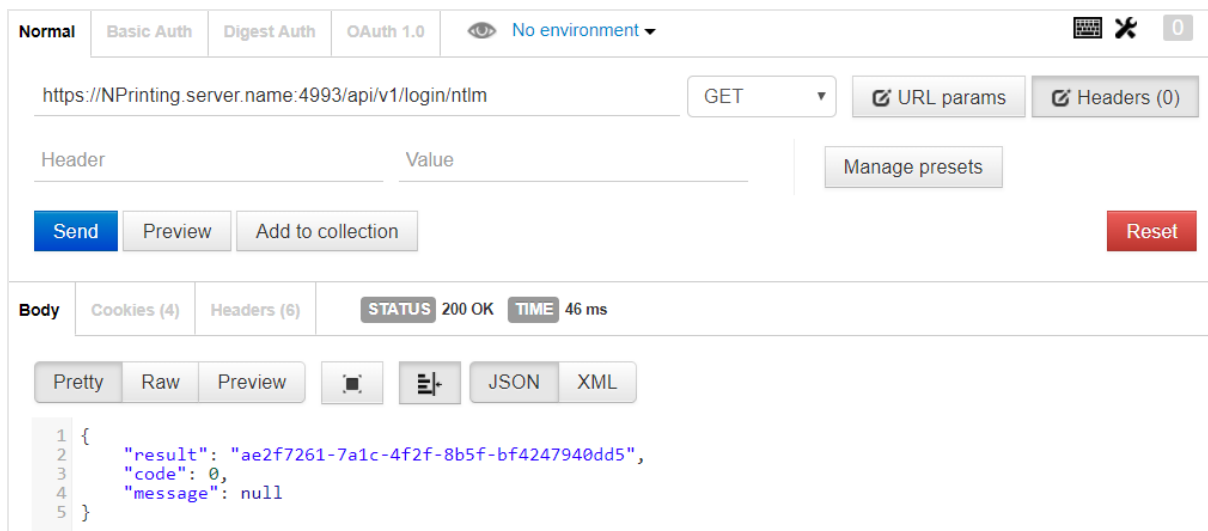 Normal Basic Auth Digest Auth OAuth 1.0 No environment 0
https://NPrinting.server.name:4993/api/v1/login/ntlm GET URL params Headers (0)
Header Value Manage presets
Send Preview Add to collection Reset
Body Cookies (4) Headers (6) STATUS 200 OK TIME 46 ms
Pretty Raw Preview JSON XML
1 {
2 "result": "ae2f7261-7a1c-4f2f-8b5f-bf4247940dd5",
3 "code": 0,
4 "message": null
5 }